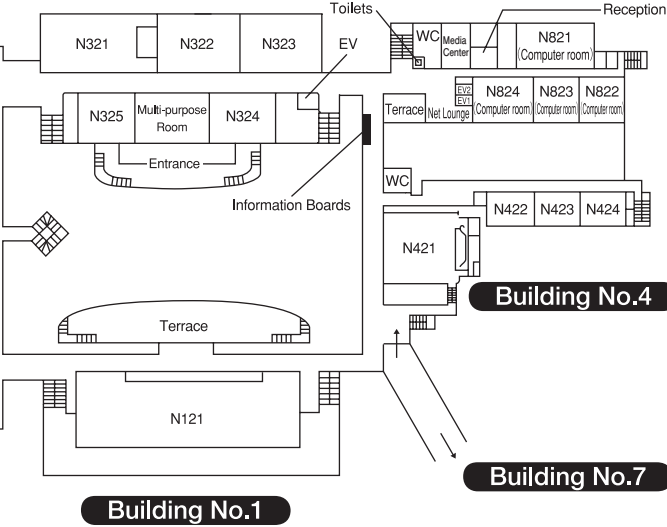 Toilets
Reception
N321
N322
N323
EV
WC
Media
Center
N821
(Computer room)
N325
Multi-purpose
Room
N324
Terrace
Net Lounge
EV2
EV1
N824
(Computer room)
N823
(Computer room)
N822
(Computer room)
Entrance
Information Boards
WC
N422
N423
N424
N421
Building No.4
Terrace
N121
Building No.7
Building No.1